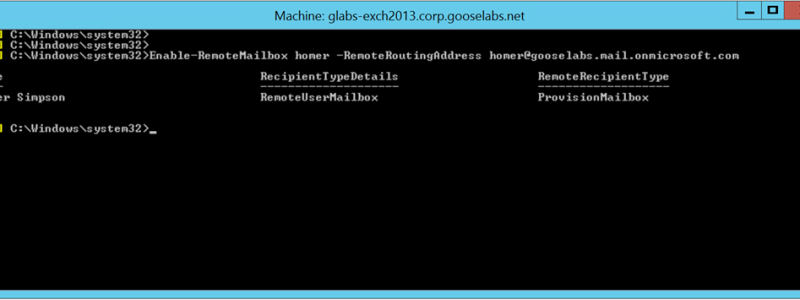 Machine: glabs-exch2013.corp.gooselabs.net
C:\Windows\system32>
C:\Windows\system32>
C:\Windows\system32>Enable-RemoteMailbox homer -RemoteRoutingAddress homer@gooselabs.mail.onmicrosoft.com
RecipientTypeDetails RemoteRecipientType
-------------------- -------------------
Simpson RemoteUserMailbox ProvisionMailbox
C:\Windows\system32>_